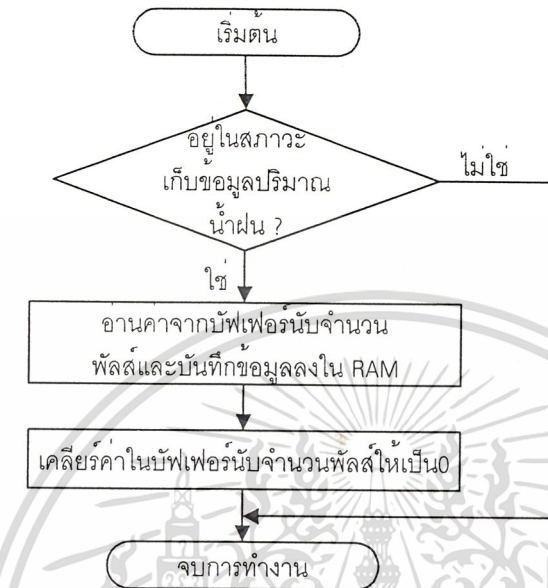 เริ่มต้น
อยู่ในสภาวะ
เก็บข้อมูลปริมาณ
น้ำฝน ?
ไม่ใช่
ใช่
อ่านค่าจากบัฟเฟอร์นับจำนวน
พัลส์และบันทึกข้อมูลลงใน RAM
เคลียร์ค่าในบัฟเฟอร์นับจำนวนพัลส์ให้เป็น0
จบการทำงาน